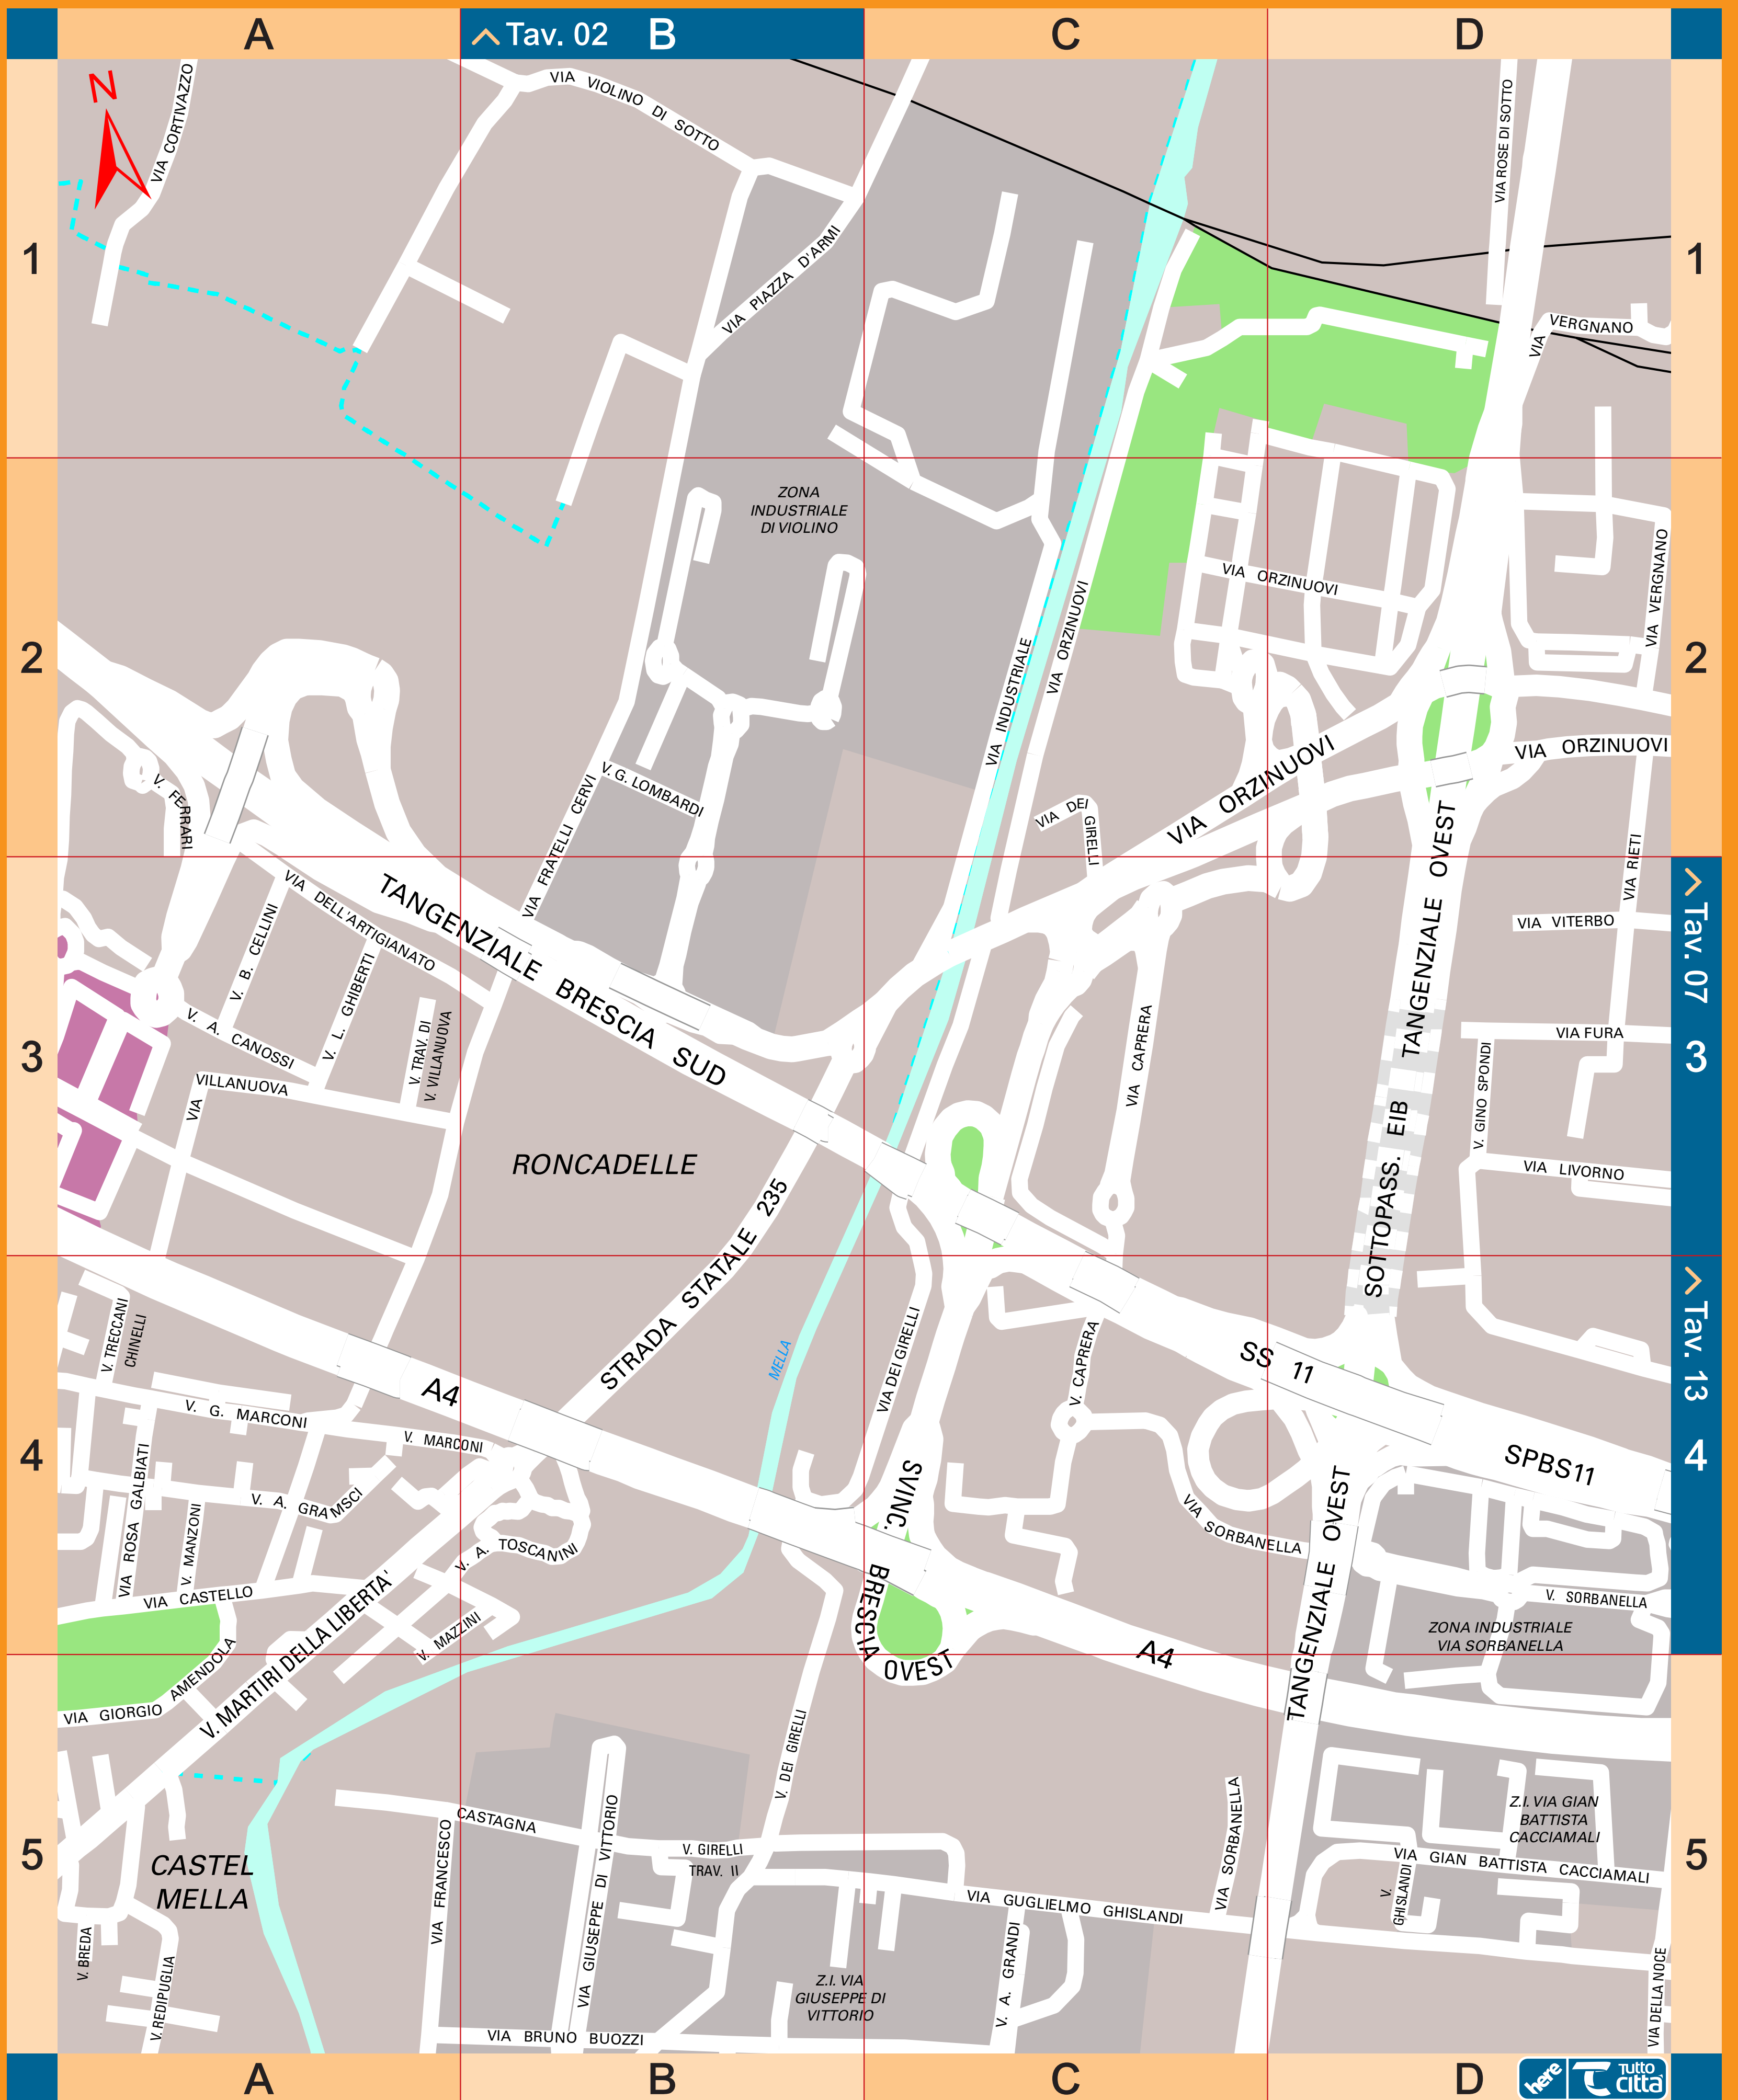 A
Tav. 02
B
C
D
N
VIA CORTIVAZZO
VIA VIOLINO DI SOTTO
VIA PIAZZA D'ARMI
VIA ROSE DI SOTTO
1
1
VIA VERGNANO
ZONA
INDUSTRIALE
DI VIOLINO
VIA ORZINUOVI
VIA VERGNANO
VIA INDUSTRIALE
VIA ORZINUOVI
2
2
V. FERRARI
V. G. LOMBARDI
VIA FRATELLI CERVI
VIA DEI GIRELLI
VIA ORZINUOVI
VIA ORZINUOVI
VIA RIETI
TANGENZIALE BRESCIA SUD
VIA DELL'ARTIGIANATO
V. B. CELLINI
V. L. GHIBERTI
V. A. CANOSSI
V. TRAV. DI
V. VILLANUOVA
VIA VILLANUOVA
TANGENZIALE OVEST
VIA VITERBO
Tav. 07
VIA FURA
VIA CAPRERA
V. GINO SPONDI
3
3
SOTTOPASS. EIB
VIA LIVORNO
RONCADELLE
STRADA STATALE 235
Tav. 13
V. TRECCANI
CHINELLI
MELLA
VIA DEI GIRELLI
V. CAPRERA
SS 11
A4
V. G. MARCONI
V. MARCONI
4
4
SPBS11
VIA ROSA GALBIATI
V. A. GRAMSCI
V. MANZONI
SVINC.
BRESCIA
OVEST
VIA SORBANELLA
TANGENZIALE OVEST
V. A. TOSCANINI
VIA CASTELLO
V. MAZZINI
V. SORBANELLA
ZONA INDUSTRIALE
VIA SORBANELLA
A4
VIA GIORGIO AMENDOLA
V. MARTIRI DELLA LIBERTA'
V. DEI GIRELLI
VIA SORBANELLA
Z.I. VIA GIAN
BATTISTA
CACCIAMALI
VIA FRANCESCO CASTAGNA
V. GIRELLI
TRAV. II
VIA GIUSEPPE DI VITTORIO
5
5
CASTEL
MELLA
VIA GIAN BATTISTA CACCIAMALI
V.
GHISLANDI
VIA GUGLIELMO GHISLANDI
V. BREDA
V. REDIPUGLIA
V. A. GRANDI
Z.I. VIA
GIUSEPPE DI
VITTORIO
VIA BRUNO BUOZZI
VIA DELLA NOCE
A
B
C
D
here
TUTTO
città